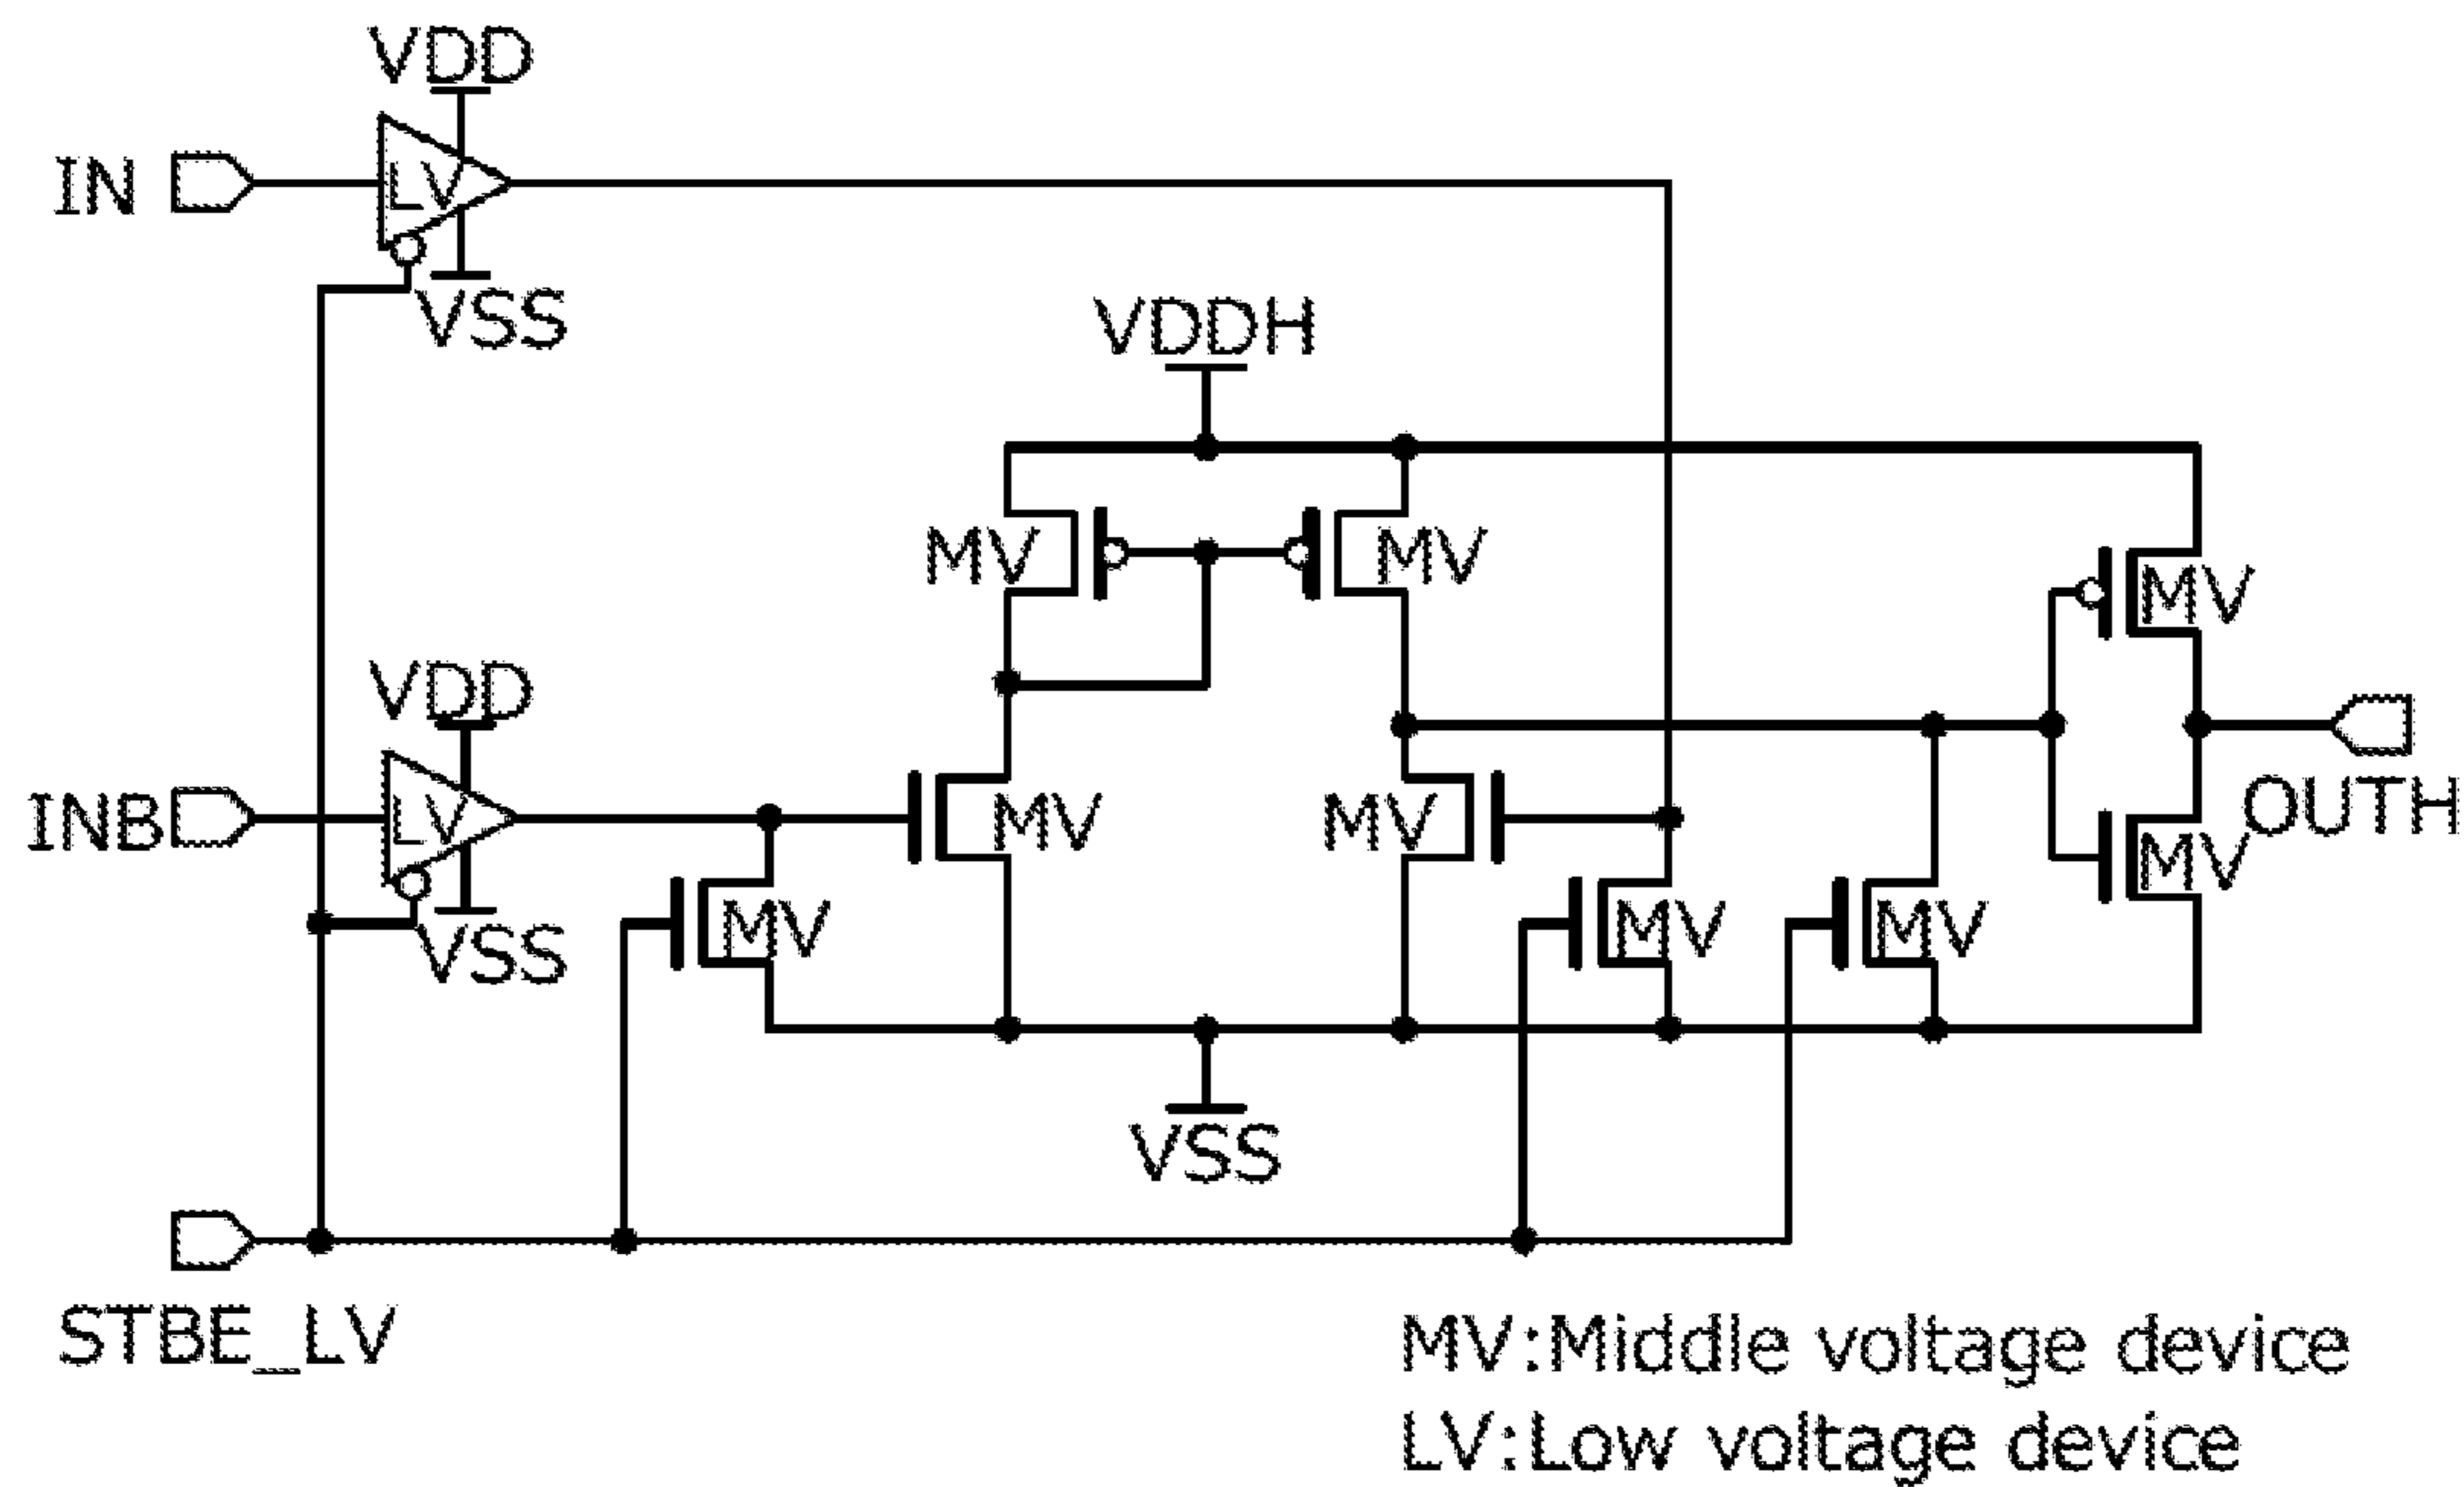 VDD
IN
LV
VSS
VDDH
MV
MV
MV
VDD
INB
LV
MV
MV
OUTH
MV
MV
MV
MV
VSS
VSS
STBE_LV
MV:Middle voltage device
LV:Low voltage device